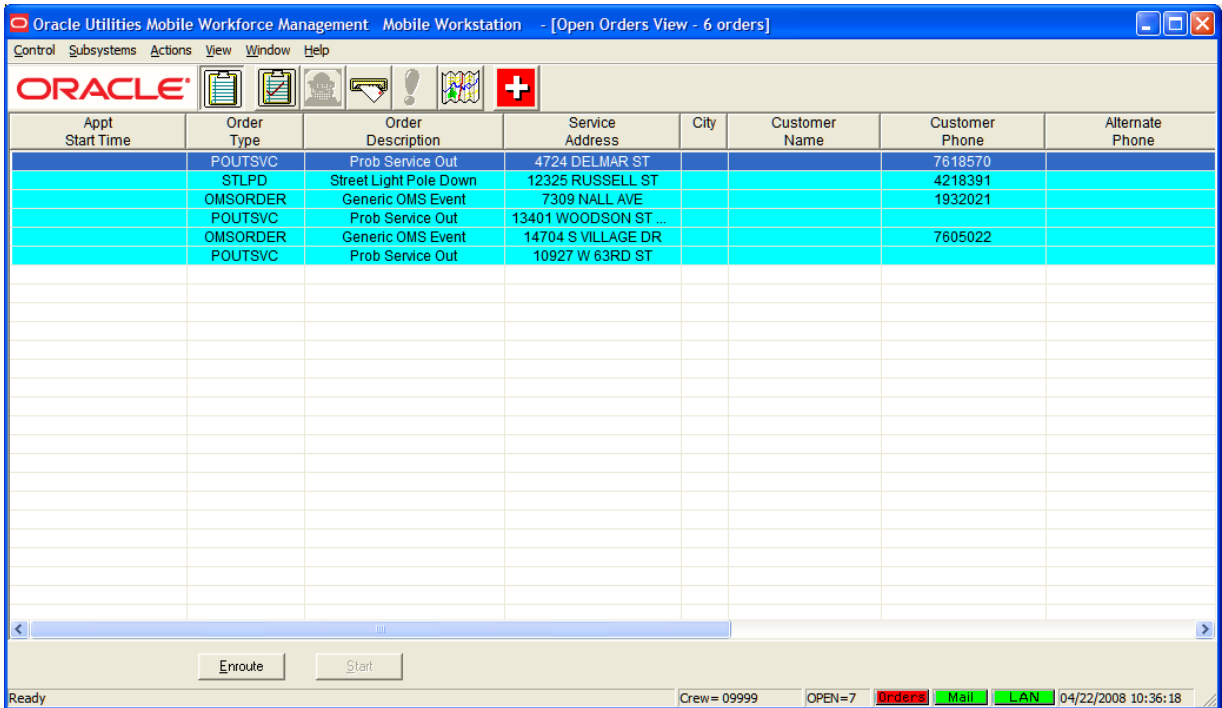 Oracle Utilities Mobile Workforce Management Mobile Workstation - [Open Orders View - 6 orders]
Control Subsystems Actions View Window Help
ORACLE
Appt Start Time Order Type Order Description Service Address City Customer Name Customer Phone Alternate Phone
POUTSVC Prob Service Out 4724 DELMAR ST 7618570
STLPD Street Light Pole Down 12325 RUSSELL ST 4218391
OMSORDER Generic OMS Event 7309 NALL AVE 1932021
POUTSVC Prob Service Out 13401 WOODSON ST ...
OMSORDER Generic OMS Event 14704 S VILLAGE DR 7605022
POUTSVC Prob Service Out 10927 W 63RD ST
Enroute Start
Ready Crew= 09999 OPEN=7 Orders Mail LAN 04/22/2008 10:36:18